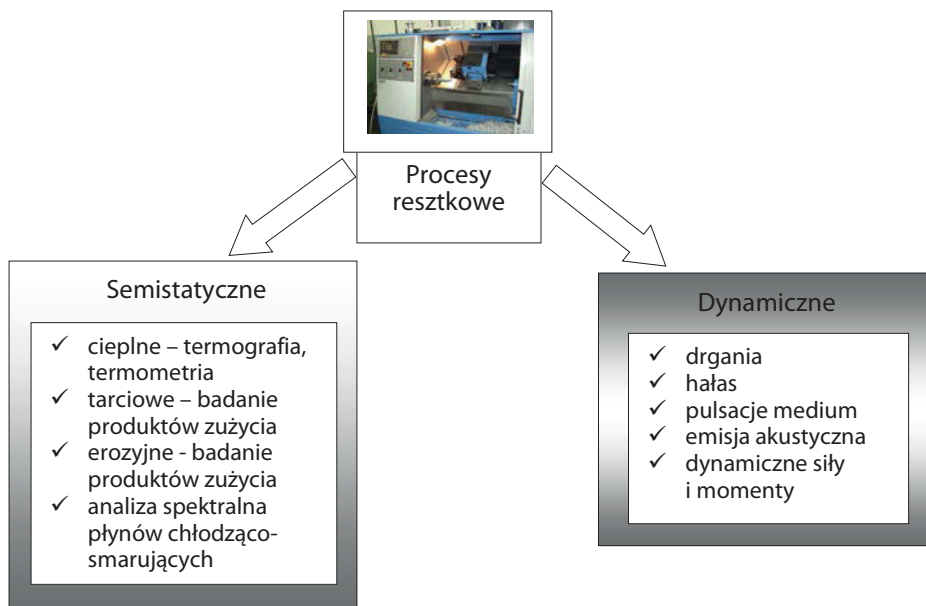 Procesy
resztkowe
Semistatyczne
✓ cieplne – termografia,
termometria
✓ tarciowe – badanie
produktów zużycia
✓ erozyjne - badanie
produktów zużycia
✓ analiza spektralna
płynów chłodząco-
smarujących
Dynamiczne
✓ drgania
✓ hałas
✓ pulsacje medium
✓ emisja akustyczna
✓ dynamiczne siły
i momenty